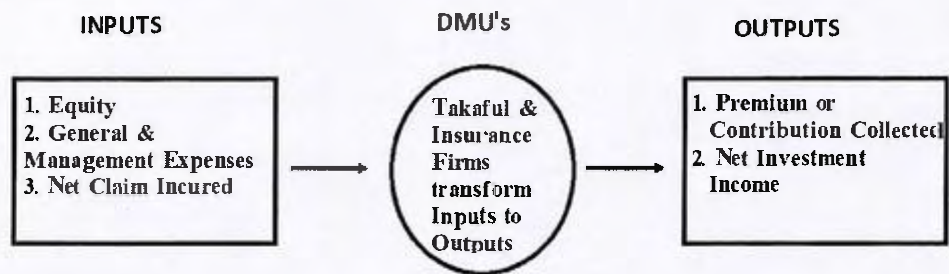 INPUTS
1. Equity
2. General &
Management Expenses
3. Net Claim Incured
DMU's
Takaful &
Insurance
Firms
transform
Inputs to
Outputs
OUTPUTS
1. Premium or
Contribution Collected
2. Net Investment
Income